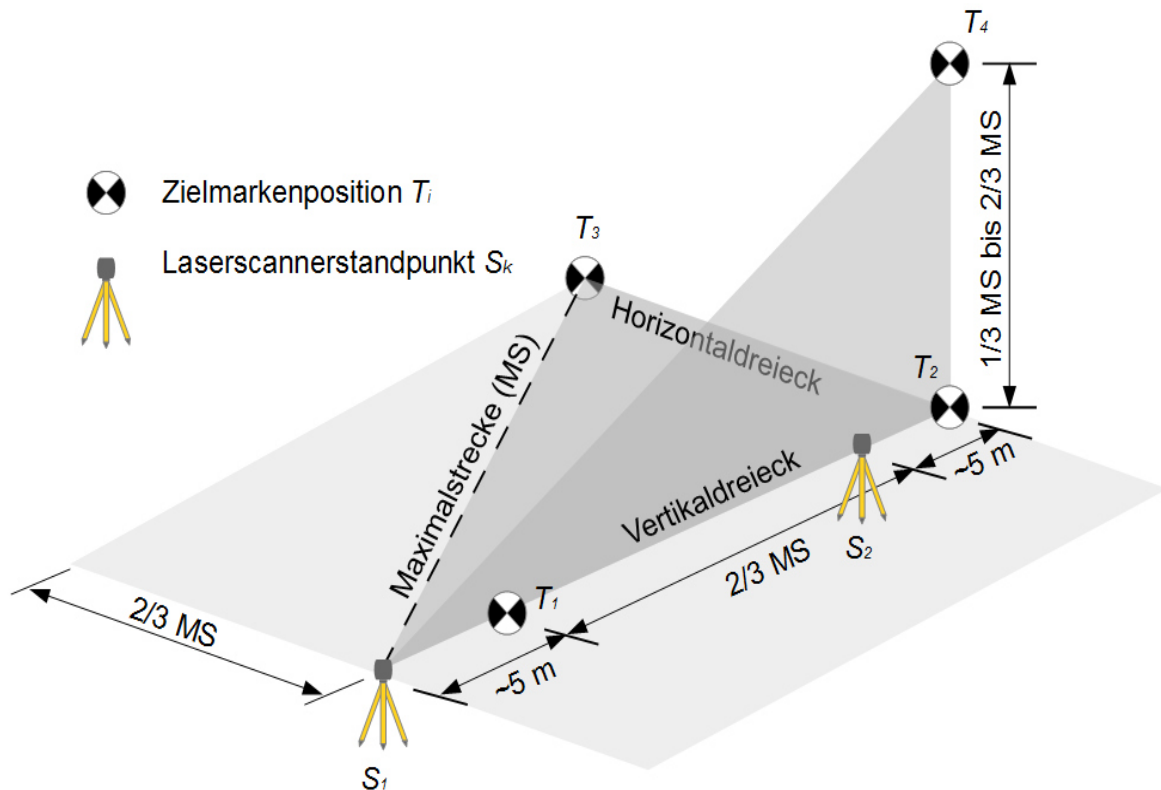 T4
1/3 MS bis 2/3 MS
Zielmarkenposition Ti
T3
Laserscannerstandpunkt Sk
Horizontaldreieck
Maximalstrecke (MS)
T2
~5 m
Vertikaldreieck
S2
2/3 MS
T1
2/3 MS
~5 m
S1